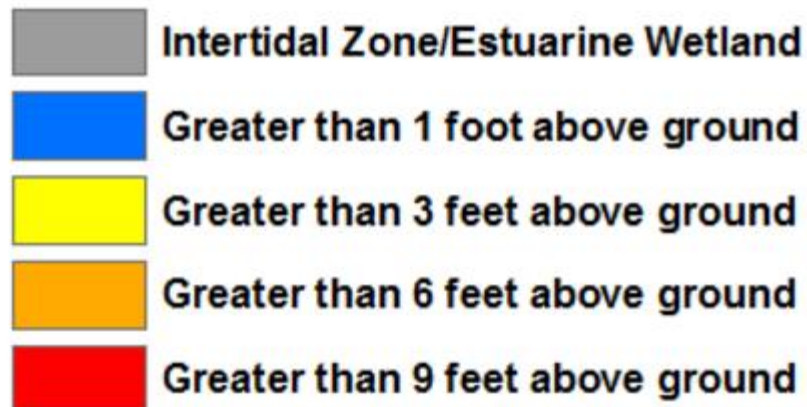 Intertidal Zone/Estuarine Wetland
Greater than 1 foot above ground
Greater than 3 feet above ground
Greater than 6 feet above ground
Greater than 9 feet above ground